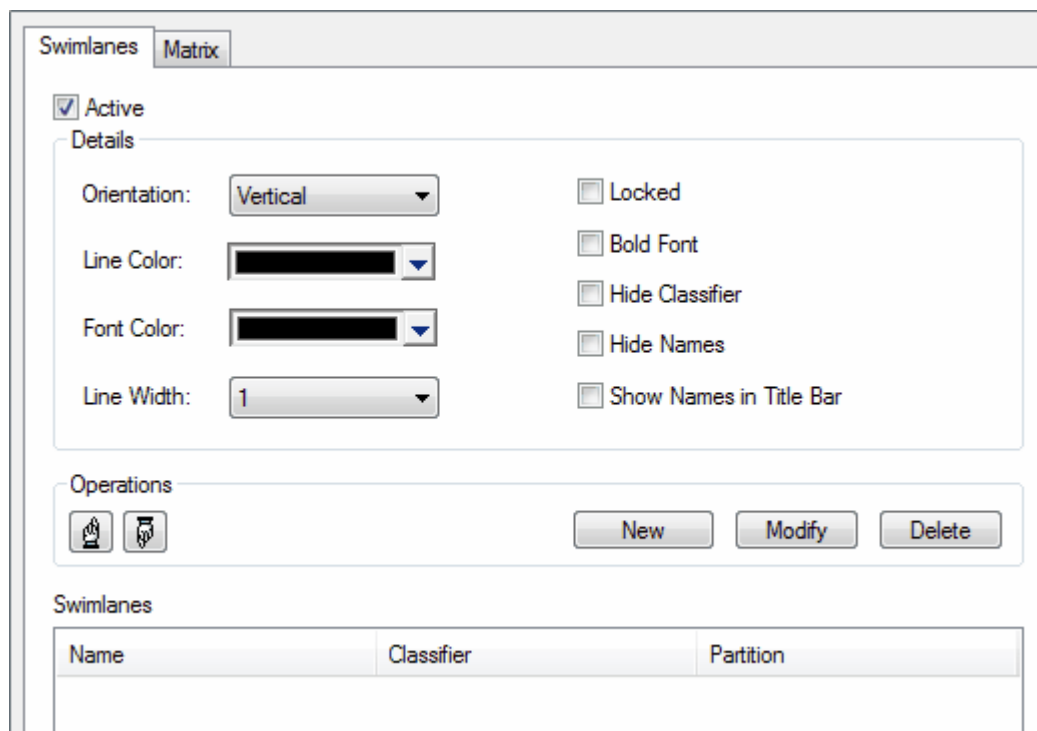 Swimlanes Matrix
Active
Details
Orientation: Vertical Locked
Bold Font
Line Color:
Hide Classifier
Font Color:
Hide Names
Line Width: 1 Show Names in Title Bar
Operations
New Modify Delete
Swimlanes
Name Classifier Partition